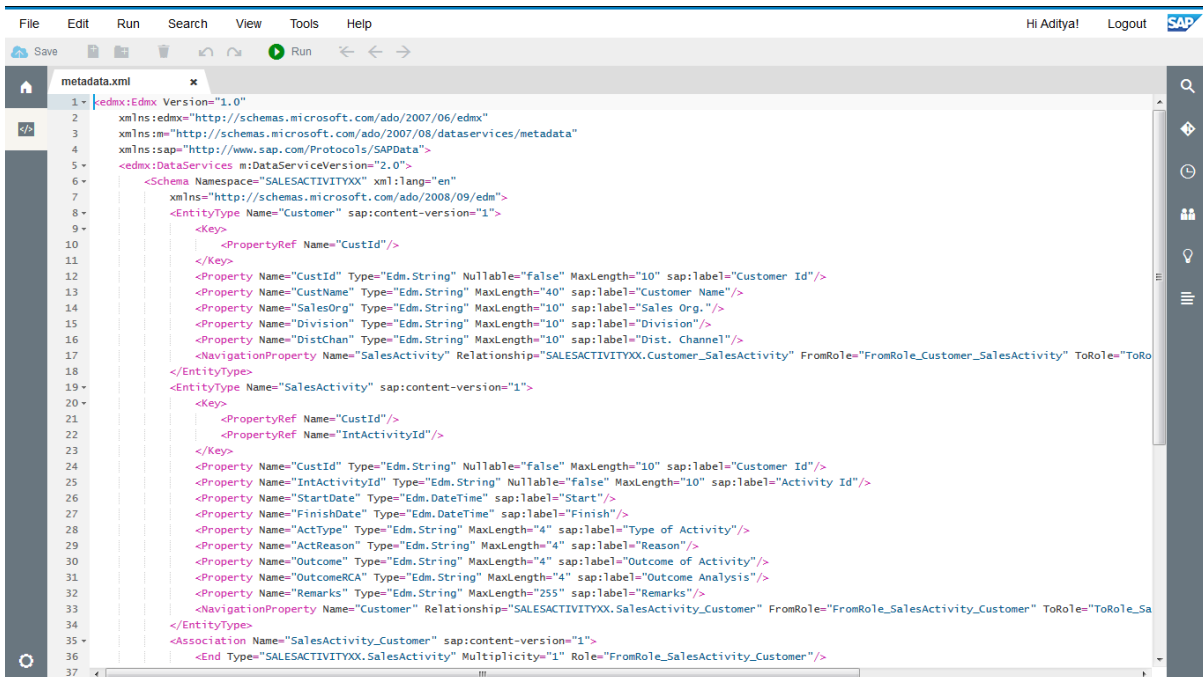 File Edit Run Search View Tools Help Hi Aditya! Logout SAP
Save Run
metadata.xml x
1 <edmx:Edmx Version="1.0"
2 xmlns:edmx="http://schemas.microsoft.com/ado/2007/06/edmx"
3 xmlns:m="http://schemas.microsoft.com/ado/2007/08/dataservices/metadata"
4 xmlns:sap="http://www.sap.com/Protocols/SAPData">
5 <edmx:DataServices m:DataServiceVersion="2.0">
6 <Schema Namespace="SALESACTIVITYXX" xml:lang="en"
7 xmlns="http://schemas.microsoft.com/ado/2008/09/edm">
8 <EntityType Name="Customer" sap:content-version="1">
9 <Key>
10 <PropertyRef Name="CustId"/>
11 </Key>
12 <Property Name="CustId" Type="Edm.String" Nullable="false" MaxLength="10" sap:label="Customer Id"/>
13 <Property Name="CustName" Type="Edm.String" MaxLength="40" sap:label="Customer Name"/>
14 <Property Name="SalesOrg" Type="Edm.String" MaxLength="10" sap:label="Sales Org."/>
15 <Property Name="Division" Type="Edm.String" MaxLength="10" sap:label="Division"/>
16 <Property Name="DistChan" Type="Edm.String" MaxLength="10" sap:label="Dist. Channel"/>
17 <NavigationProperty Name="SalesActivity" Relationship="SALESACTIVITYXX.Customer_SalesActivity" FromRole="FromRole_Customer_SalesActivity" ToRole="ToRo
18 </EntityType>
19 <EntityType Name="SalesActivity" sap:content-version="1">
20 <Key>
21 <PropertyRef Name="CustId"/>
22 <PropertyRef Name="IntActivityId"/>
23 </Key>
24 <Property Name="CustId" Type="Edm.String" Nullable="false" MaxLength="10" sap:label="Customer Id"/>
25 <Property Name="IntActivityId" Type="Edm.String" Nullable="false" MaxLength="10" sap:label="Activity Id"/>
26 <Property Name="StartDate" Type="Edm.DateTime" sap:label="Start"/>
27 <Property Name="FinishDate" Type="Edm.DateTime" sap:label="Finish"/>
28 <Property Name="ActType" Type="Edm.String" MaxLength="4" sap:label="Type of Activity"/>
29 <Property Name="ActReason" Type="Edm.String" MaxLength="4" sap:label="Reason"/>
30 <Property Name="Outcome" Type="Edm.String" MaxLength="4" sap:label="Outcome of Activity"/>
31 <Property Name="OutcomeRCA" Type="Edm.String" MaxLength="4" sap:label="Outcome Analysis"/>
32 <Property Name="Remarks" Type="Edm.String" MaxLength="255" sap:label="Remarks"/>
33 <NavigationProperty Name="Customer" Relationship="SALESACTIVITYXX.SalesActivity_Customer" FromRole="FromRole_SalesActivity_Customer" ToRole="ToRole_Sa
34 </EntityType>
35 <Association Name="SalesActivity_Customer" sap:content-version="1">
36 <End Type="SALESACTIVITYXX.SalesActivity" Multiplicity="1" Role="FromRole_SalesActivity_Customer"/>
37